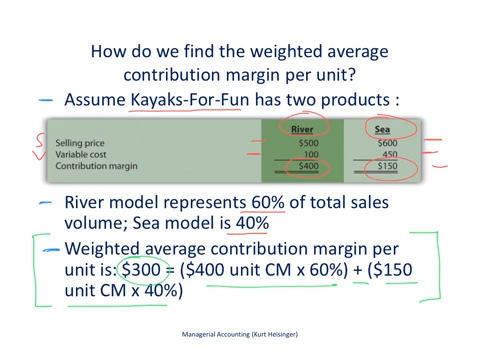 How do we find the weighted average
contribution margin per unit?
– Assume Kayaks-For-Fun has two products :
River Sea
Selling price $500 $600
Variable cost 100 450
Contribution margin $400 $150
S
V
– River model represents 60% of total sales
volume; Sea model is 40%
– Weighted average contribution margin per
unit is: $300 = ($400 unit CM x 60%) + ($150
unit CM x 40%)
Managerial Accounting (Kurt Heisinger)